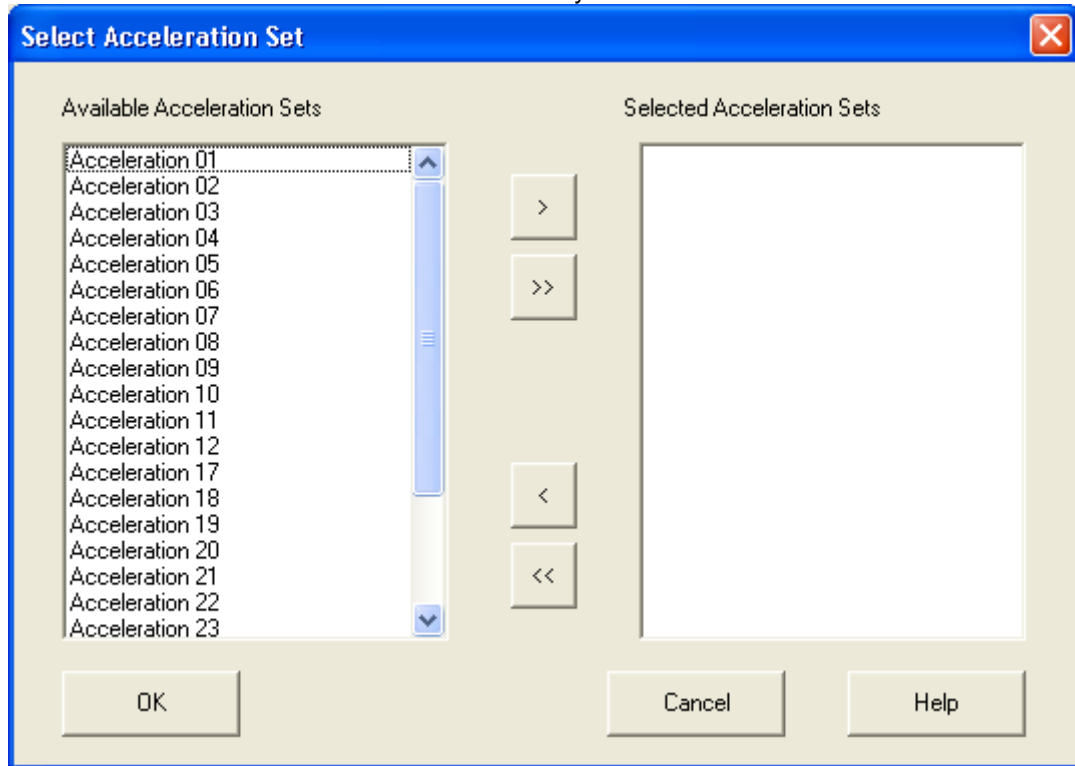 Select Acceleration Set
Available Acceleration Sets
Selected Acceleration Sets
Acceleration 01
Acceleration 02
Acceleration 03
Acceleration 04
Acceleration 05
Acceleration 06
Acceleration 07
Acceleration 08
Acceleration 09
Acceleration 10
Acceleration 11
Acceleration 12
Acceleration 17
Acceleration 18
Acceleration 19
Acceleration 20
Acceleration 21
Acceleration 22
Acceleration 23
>
>>
<
<<
OK
Cancel
Help